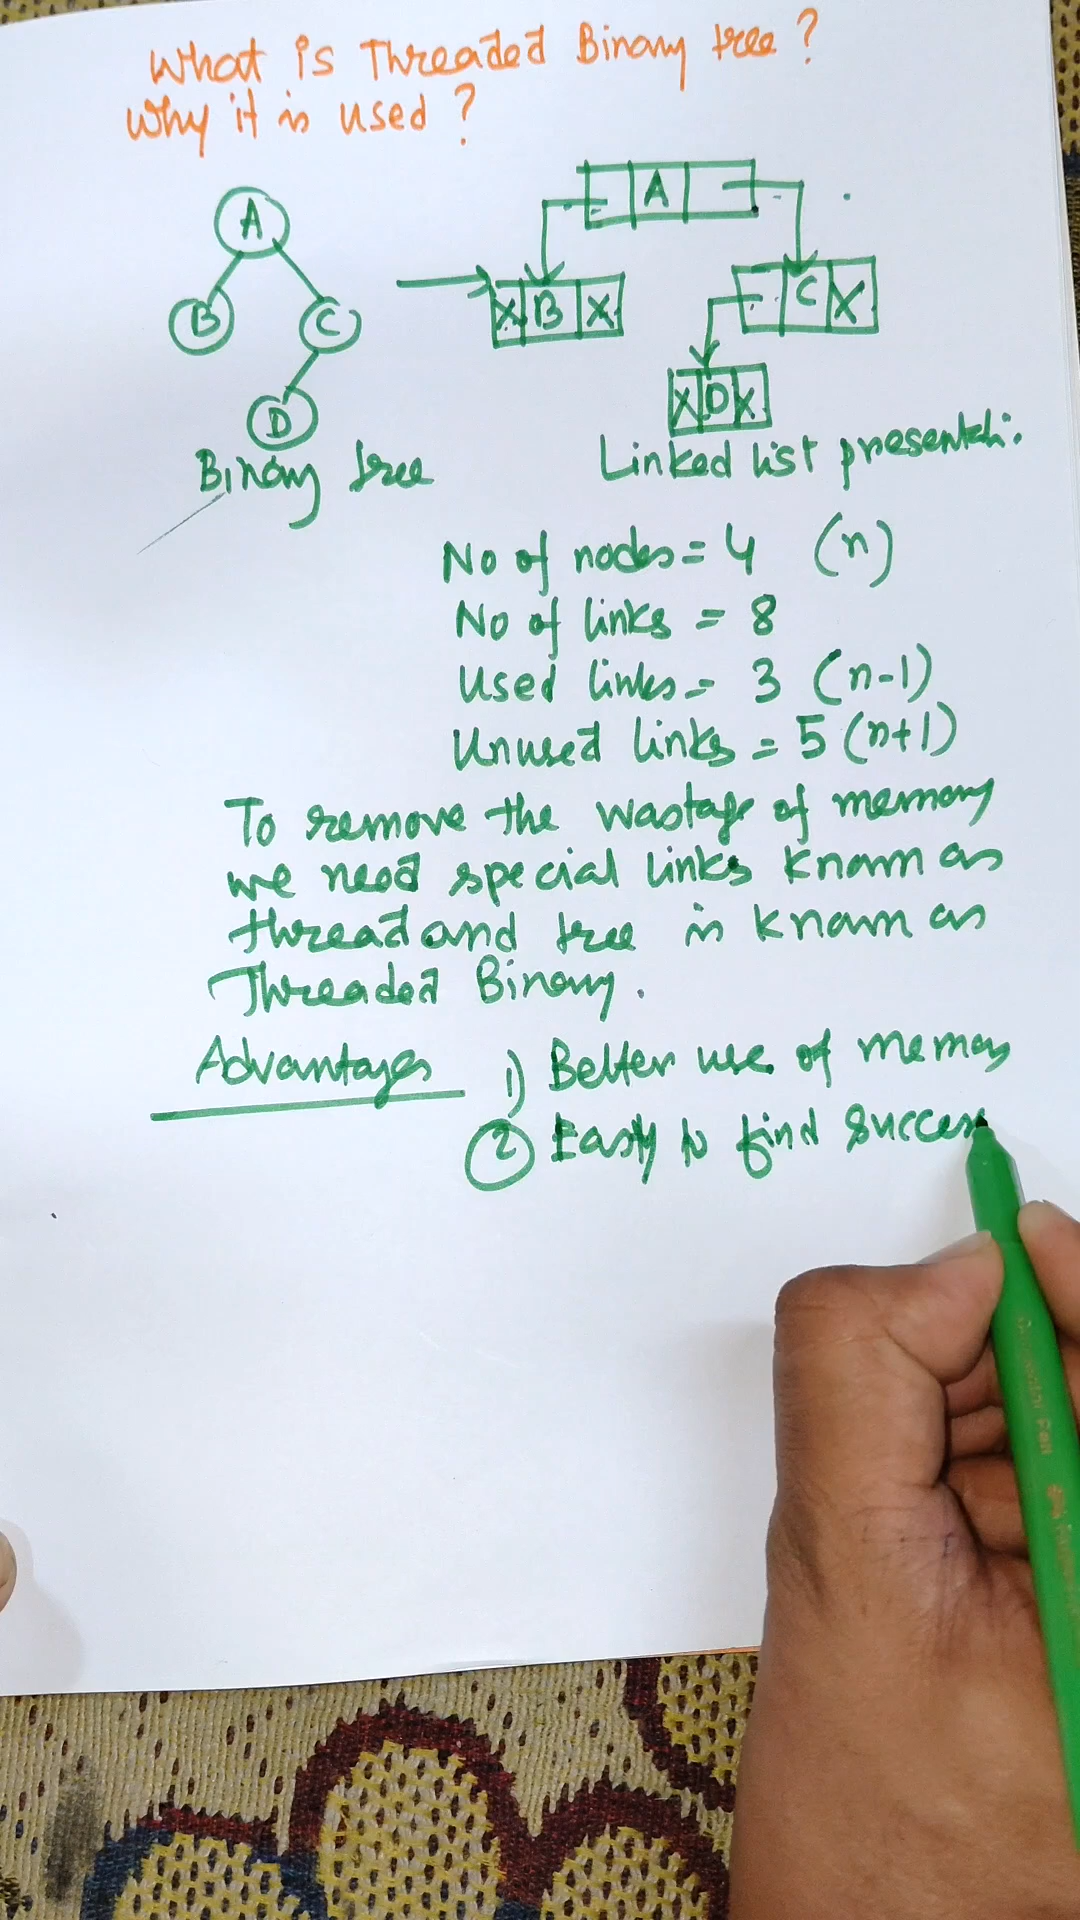 What is Threaded Binary tree?
Why it is used?
A
A
B
C
X B X
C X
D
X D X
Binary tree
Linked list presentati.
No of nodes = 4 (n)
No of links = 8
Used links = 3 (n-1)
Unused links = 5 (n+1)
To remove the wastage of memory
we need special links known as
thread and tree is known as
Threaded Binary.
Advantages 1) Better use of memory
2 Easy to find success